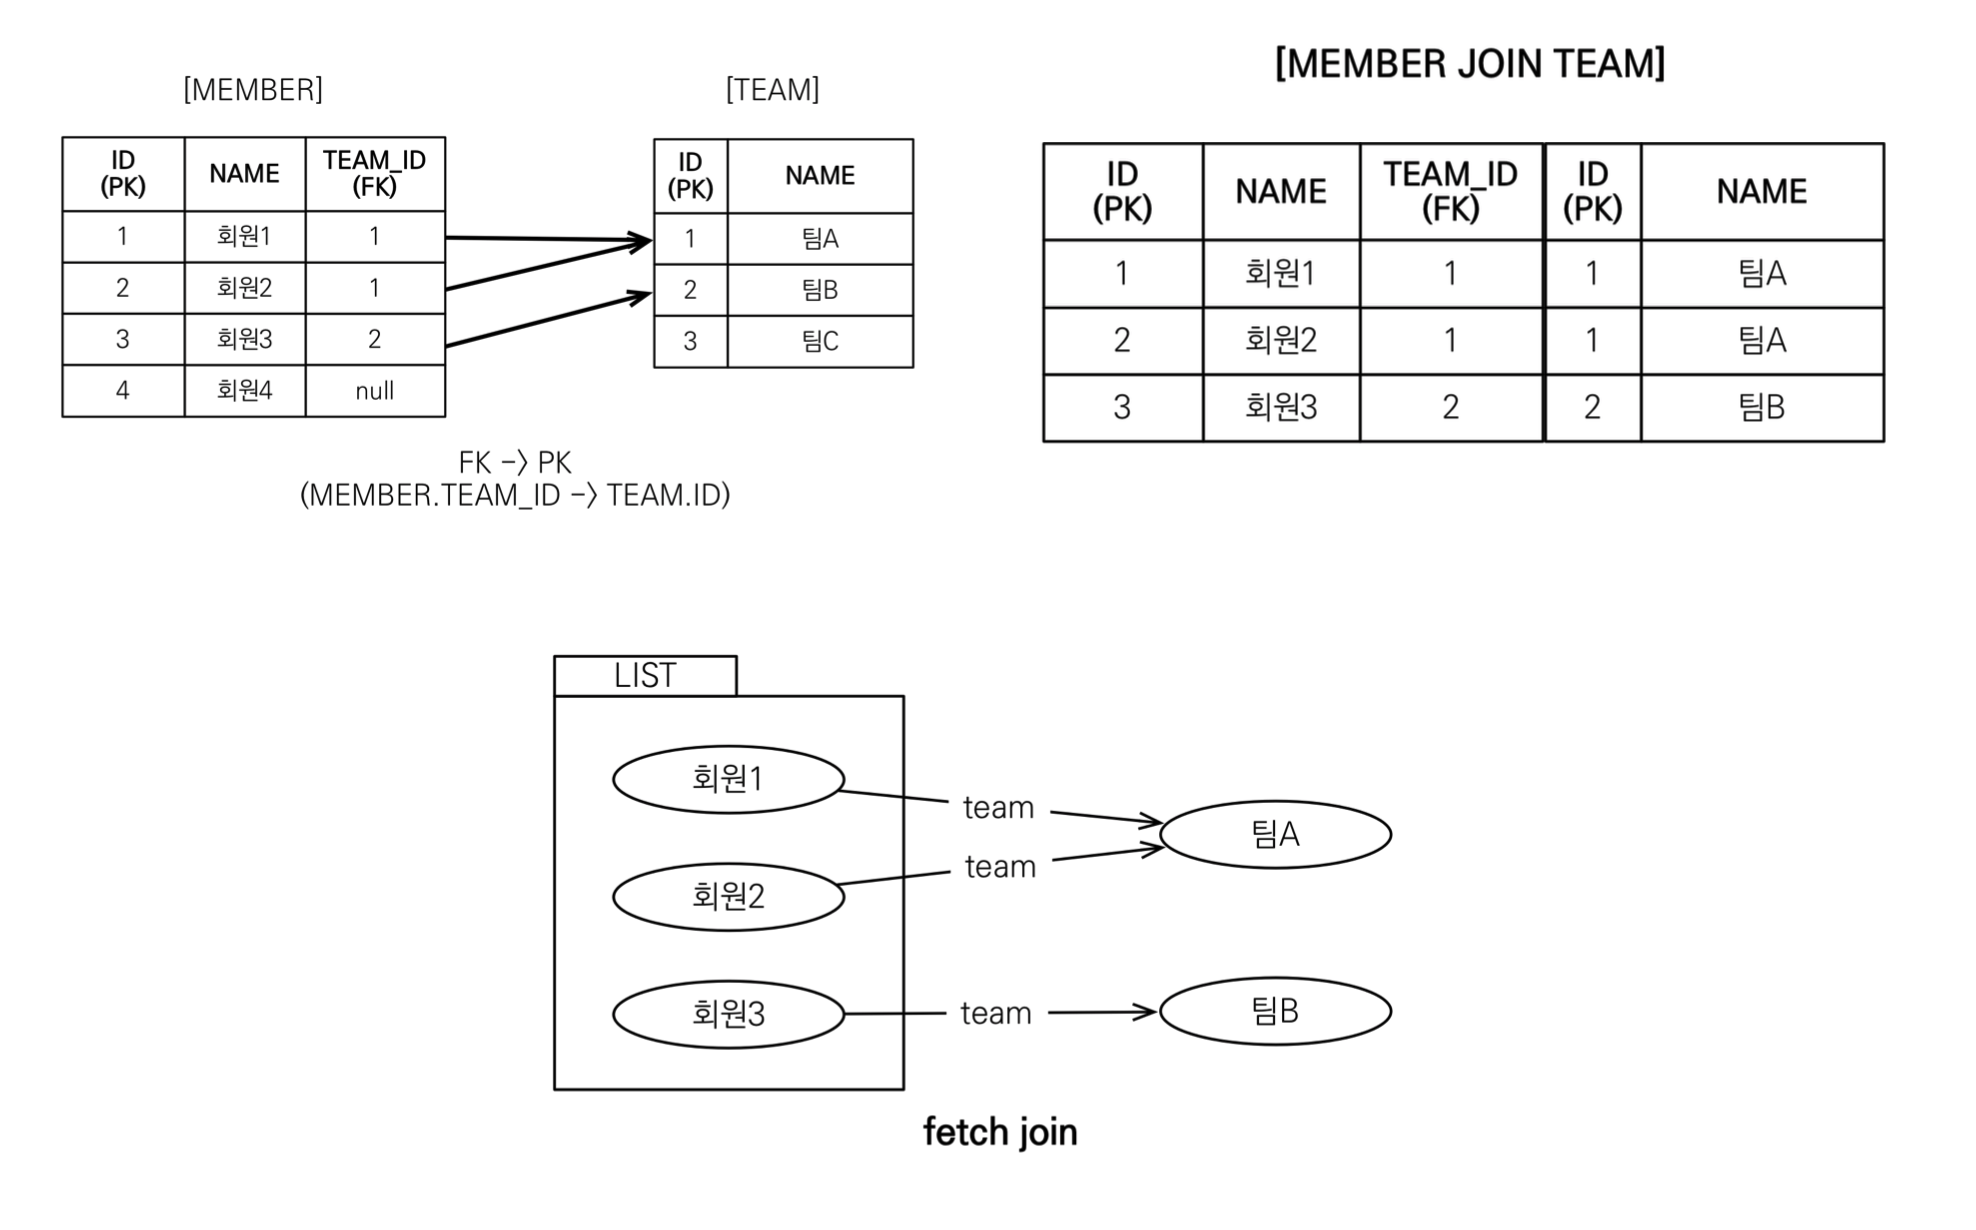 [MEMBER]
ID
(PK)
NAME
TEAM_ID
(FK)
1 회원1 1
2 회원2 1
3 회원3 2
4 회원4 null
[TEAM]
ID
(PK)
NAME
1 팀A
2 팀B
3 팀C
FK -> PK
(MEMBER.TEAM_ID -> TEAM.ID)
[MEMBER JOIN TEAM]
ID
(PK)
NAME
TEAM_ID
(FK)
ID
(PK)
NAME
1 회원1 1 1 팀A
2 회원2 1 1 팀A
3 회원3 2 2 팀B
LIST
회원1
team
팀A
회원2
team
회원3
team
팀B
fetch join